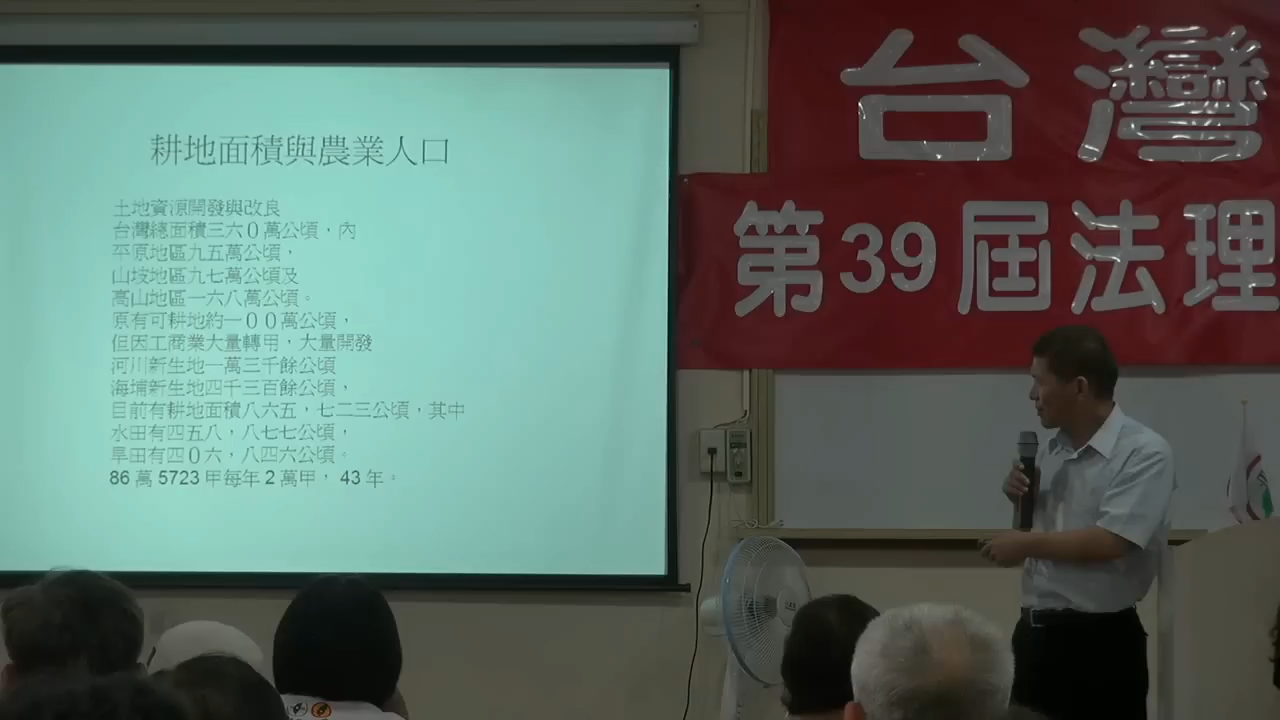 耕地面積與農業人口
土地資源開發與改良
台灣總面積三六０萬公頃，內
平原地區九五萬公頃，
山坡地區九七萬公頃及
高山地區一六八萬公頃。
原有可耕地約一００萬公頃，
但因工商業大量轉用，大量開發
河川新生地一萬三千餘公頃
海埔新生地四千三百餘公頃，
目前有耕地面積八六五，七二三公頃，其中
水田有四五八，八七七公頃，
旱田有四０六，八四六公頃。
86 萬 5723 甲每年 2 萬甲， 43 年。
台灣
第39屆法理